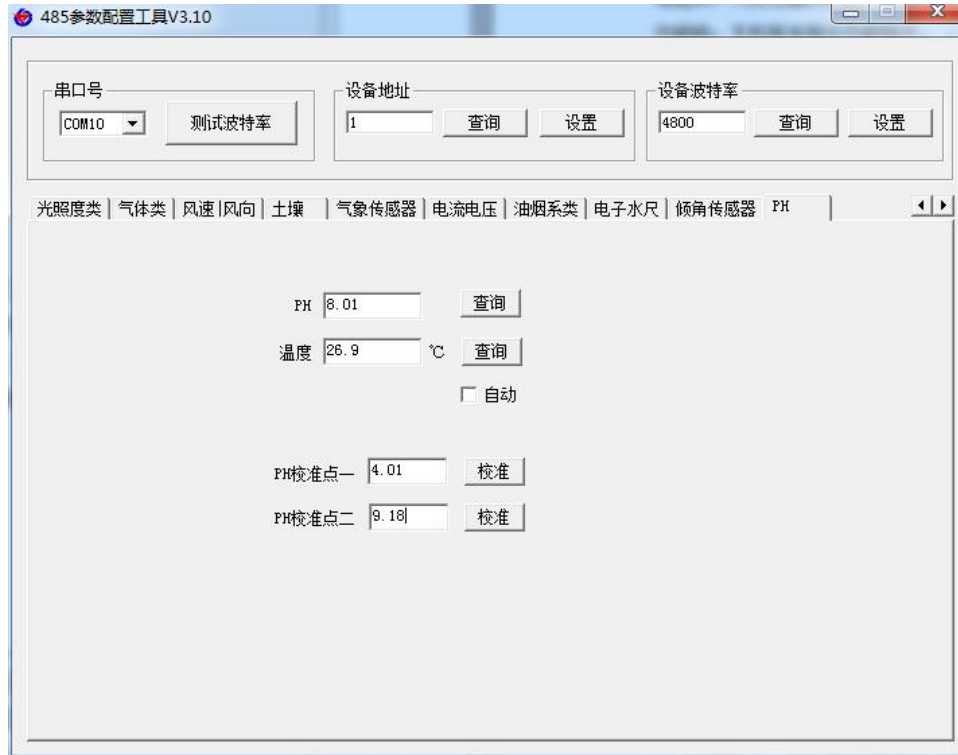 485参数配置工具V3.10
串口号 设备地址 设备波特率
COM10 测试波特率 1 查询 设置 4800 查询 设置
光照度类 气体类 风速|风向 土壤 气象传感器 电流电压 油烟系类 电子水尺 倾角传感器 PH
PH 8.01 查询
温度 26.9 ℃ 查询
自动
PH校准点一 4.01 校准
PH校准点二 9.18 校准